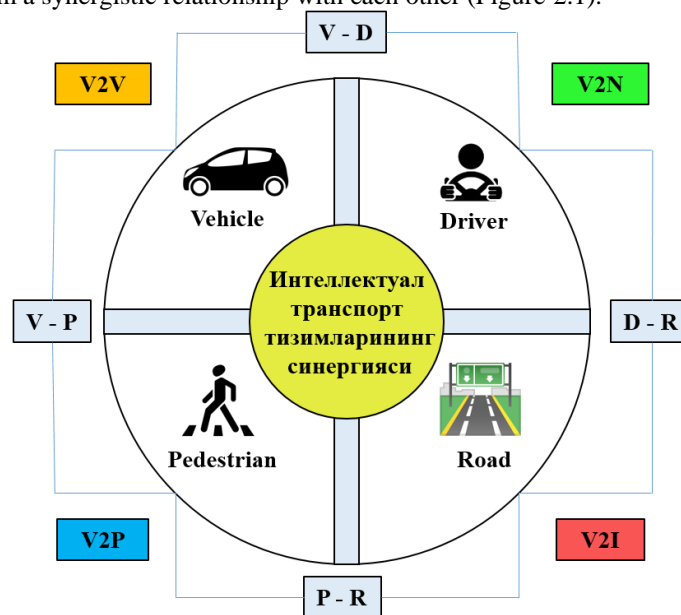 in a synergistic relationship with each other (Figure 2.1).
V - D
V2V
V2N
Vehicle
Driver
Интеллектуал
транспорт
тизимларининг
синергияси
V - P
D - R
Pedestrian
Road
V2P
V2I
P - R